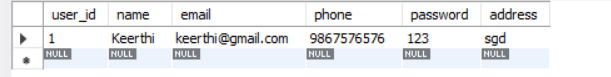 user_id name email phone password address
1 Keerthi keerthi@gmail.com 9867576576 123 sgd
NULL NULL NULL NULL NULL NULL